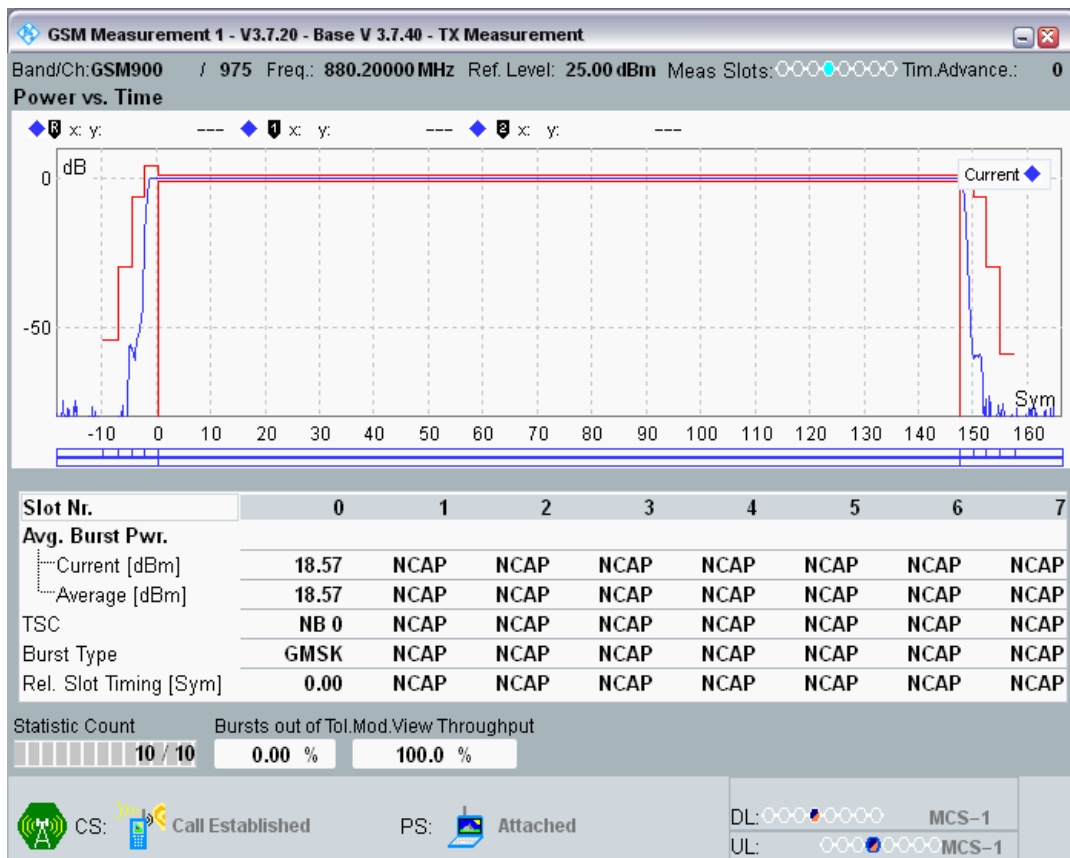 GSM Measurement 1 - V3.7.20 - Base V 3.7.40 - TX Measurement
Band/Ch:GSM900 / 975 Freq.: 880.20000 MHz Ref. Level: 25.00 dBm Meas Slots: Tim.Advance.: 0
Power vs. Time
R x: y: --- 1 x: y: --- 2 x: y: ---
dB
Current
0
-50
Sym
-10 0 10 20 30 40 50 60 70 80 90 100 110 120 130 140 150 160
Slot Nr. 0 1 2 3 4 5 6 7
Avg. Burst Pwr.
Current [dBm] 18.57 NCAP NCAP NCAP NCAP NCAP NCAP NCAP
Average [dBm] 18.57 NCAP NCAP NCAP NCAP NCAP NCAP NCAP
TSC NB 0 NCAP NCAP NCAP NCAP NCAP NCAP NCAP
Burst Type GMSK NCAP NCAP NCAP NCAP NCAP NCAP NCAP
Rel. Slot Timing [Sym] 0.00 NCAP NCAP NCAP NCAP NCAP NCAP NCAP
Statistic Count Bursts out of Tol. Mod.View Throughput
10 / 10 0.00 % 100.0 %
CS: Call Established PS: Attached
DL: MCS-1
UL: MCS-1